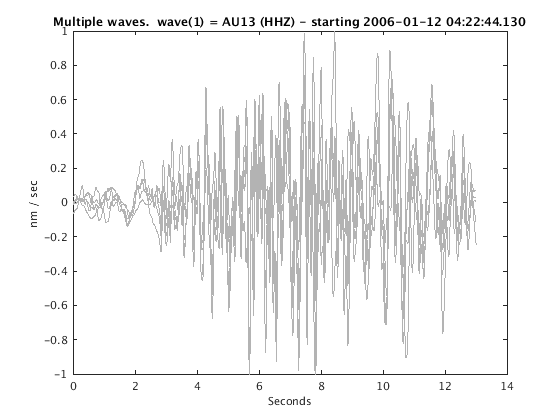 Multiple waves.  wave(1) = AU13 (HHZ) - starting 2006-01-12 04:22:44.130
1
0.8
0.6
0.4
0.2
0
-0.2
-0.4
-0.6
-0.8
-1
nm / sec
0 2 4 6 8 10 12 14
Seconds